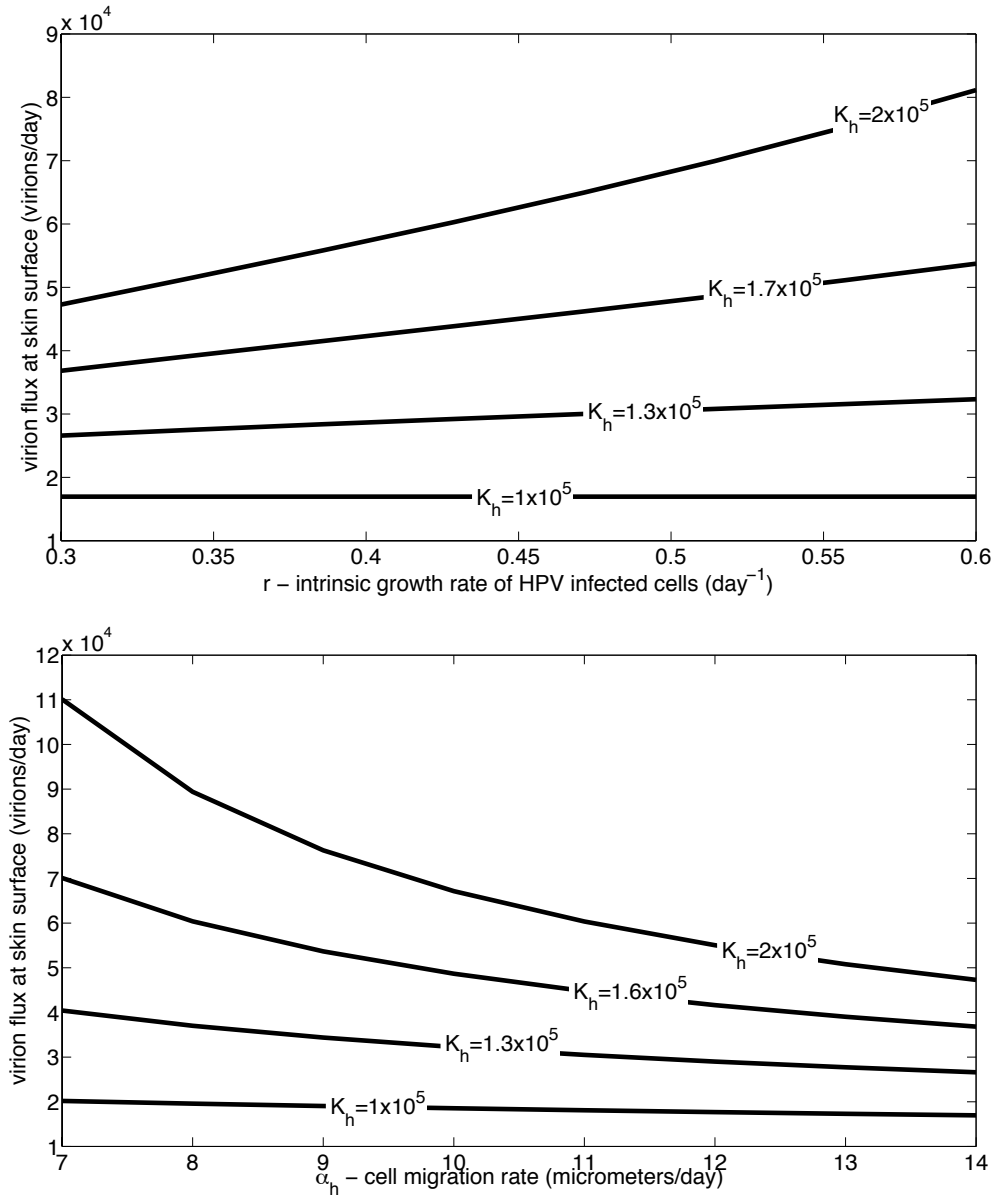 x 10^4
9
8
7
6
5
4
3
2
1
virion flux at skin surface (virions/day)
K_h=2x10^5
K_h=1.7x10^5
K_h=1.3x10^5
K_h=1x10^5
0.3 0.35 0.4 0.45 0.5 0.55 0.6
r − intrinsic growth rate of HPV infected cells (day^−1)
x 10^4
12
11
10
9
8
7
6
5
4
3
2
1
virion flux at skin surface (virions/day)
K_h=2x10^5
K_h=1.6x10^5
K_h=1.3x10^5
K_h=1x10^5
7 8 9 10 11 12 13 14
α_h − cell migration rate (micrometers/day)